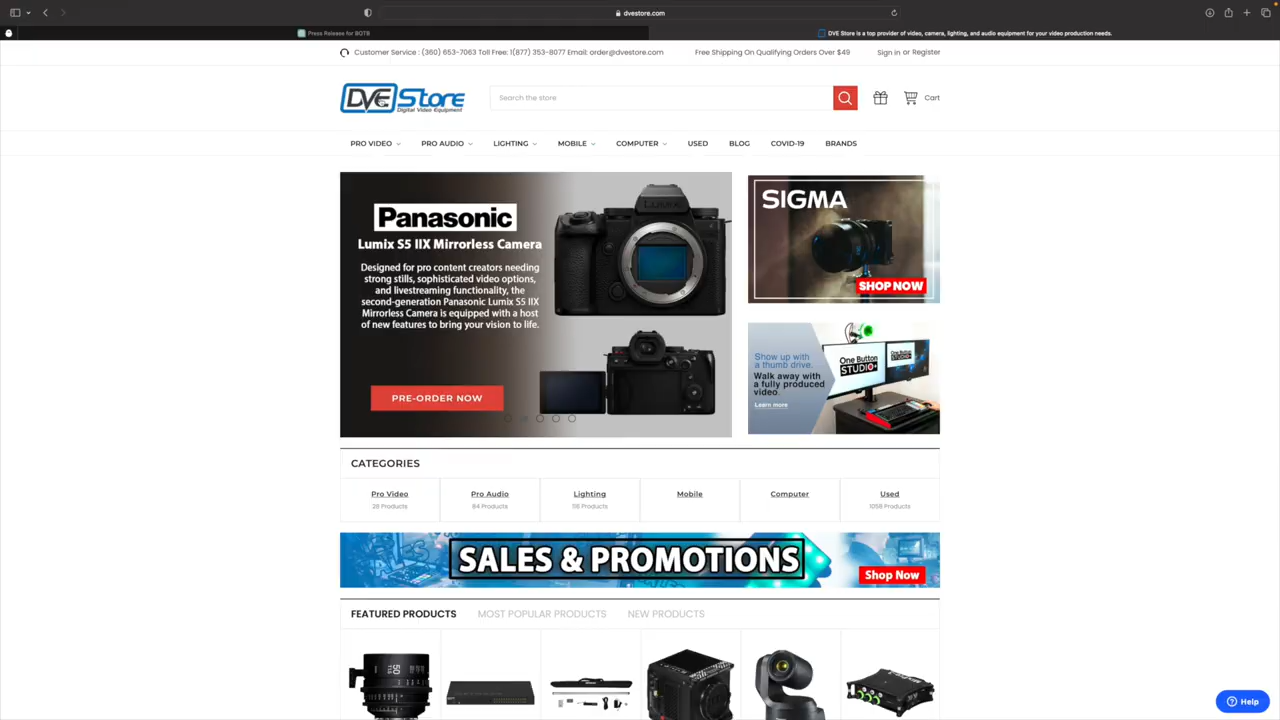 dvestore.com
Press Release for BOTB
DVE Store is a top provider of video, camera, lighting, and audio equipment for your video production needs.
Customer Service : (360) 653-7063 Toll Free: 1(877) 353-8077 Email: order@dvestore.com
Free Shipping On Qualifying Orders Over $49
Sign in or Register
DVEStore
Digital Video Equipment
Search the store
Cart
PRO VIDEO
PRO AUDIO
LIGHTING
MOBILE
COMPUTER
USED
BLOG
COVID-19
BRANDS
Panasonic
Lumix S5 IIX Mirrorless Camera
Designed for pro content creators needing
strong stills, sophisticated video options,
and livestreaming functionality, the
second-generation Panasonic Lumix S5 IIX
Mirrorless Camera is equipped with a host
of new features to bring your vision to life.
PRE-ORDER NOW
LUMIX
SIGMA
SHOP NOW
Show up with
a thumb drive.
Walk away with
a fully produced
video.
Learn more
One Button
STUDIO+
One Button
STUDIO+
CATEGORIES
Pro Video
28 Products
Pro Audio
84 Products
Lighting
116 Products
Mobile
Computer
Used
1058 Products
SALES & PROMOTIONS
Shop Now
FEATURED PRODUCTS
MOST POPULAR PRODUCTS
NEW PRODUCTS
50
Help